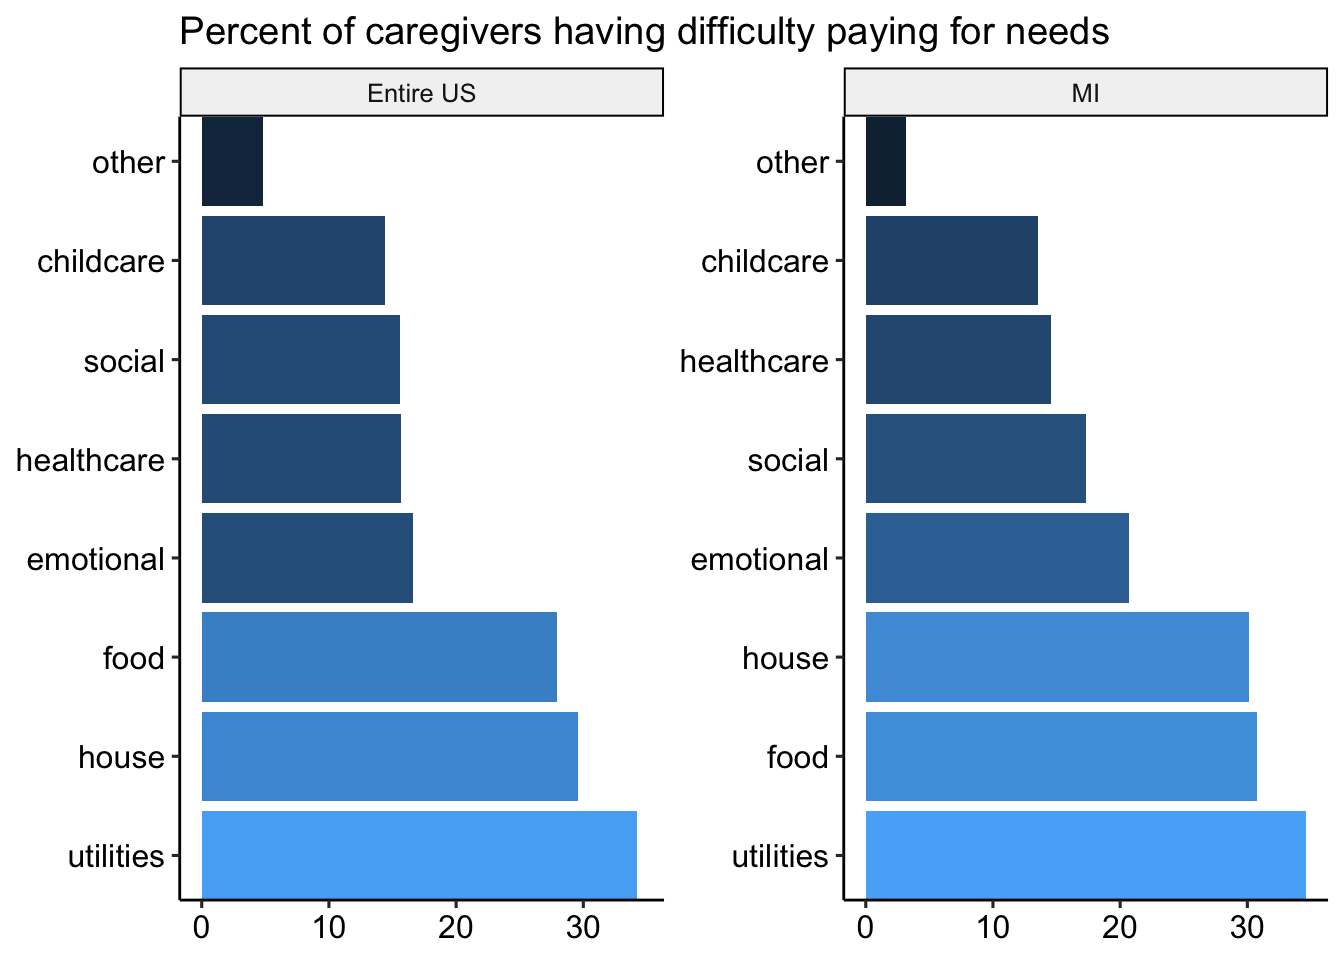 Percent of caregivers having difficulty paying for needs
Entire US
other
childcare
social
healthcare
emotional
food
house
utilities
0 10 20 30
MI
other
childcare
healthcare
social
emotional
house
food
utilities
0 10 20 30